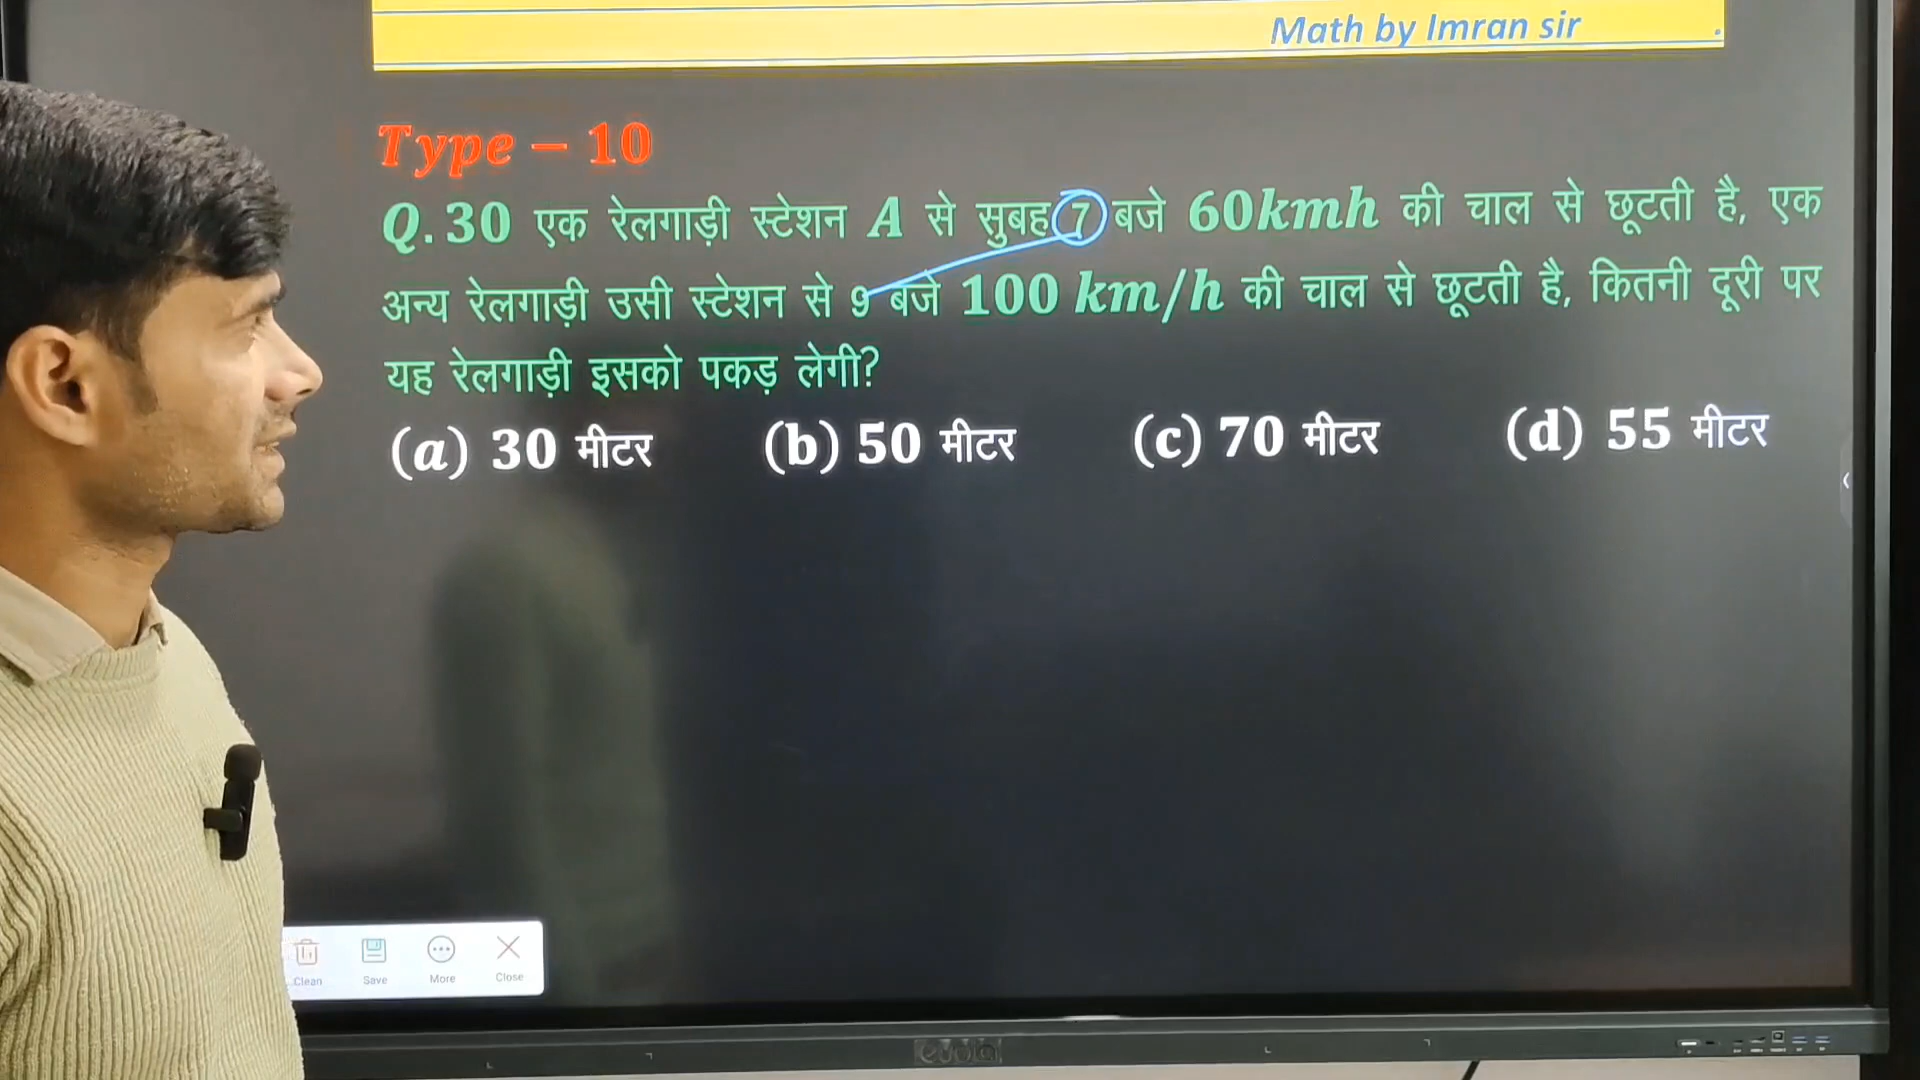 Math by Imran sir .
Type – 10
Q. 30 एक रेलगाड़ी स्टेशन A से सुबह 7 बजे 60kmh की चाल से छूटती है, एक
अन्य रेलगाड़ी उसी स्टेशन से 9 बजे 100 km/h की चाल से छूटती है, कितनी दूरी पर
यह रेलगाड़ी इसको पकड़ लेगी?
(a) 30 मीटर (b) 50 मीटर (c) 70 मीटर (d) 55 मीटर
Clean Save More Close